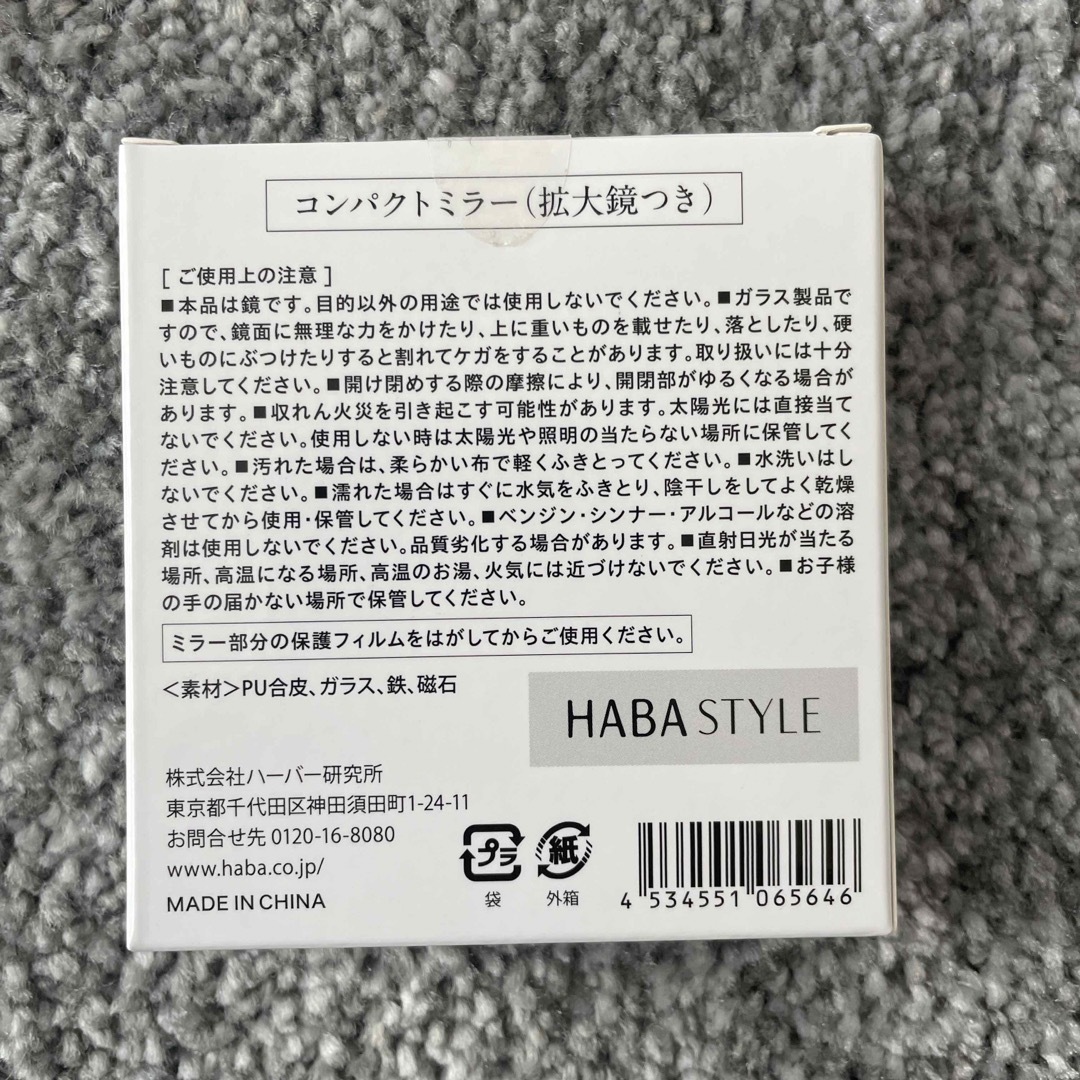 コンパクトミラー（拡大鏡つき）
[ ご使用上の注意 ]
■本品は鏡です。目的以外の用途では使用しないでください。■ガラス製品で
すので、鏡面に無理な力をかけたり、上に重いものを載せたり、落としたり、硬
いものにぶつけたりすると割れてケガをすることがあります。取り扱いには十分
注意してください。■開け閉めする際の摩擦により、開閉部がゆるくなる場合が
あります。■収れん火災を引き起こす可能性があります。太陽光には直接当て
ないでください。使用しない時は太陽光や照明の当たらない場所に保管してく
ださい。■汚れた場合は、柔らかい布で軽くふきとってください。■水洗いはし
ないでください。■濡れた場合はすぐに水気をふきとり、陰干しをしてよく乾燥
させてから使用・保管してください。■ベンジン・シンナー・アルコールなどの溶
剤は使用しないでください。品質劣化する場合があります。■直射日光が当たる
場所、高温になる場所、高温のお湯、火気には近づけないでください。■お子様
の手の届かない場所で保管してください。
ミラー部分の保護フィルムをはがしてからご使用ください。
＜素材＞PU合皮、ガラス、鉄、磁石
HABA STYLE
株式会社ハーバー研究所
東京都千代田区神田須田町1-24-11
お問合せ先 0120-16-8080
www.haba.co.jp/
MADE IN CHINA
プラ
袋
紙
外箱
4 534551 065646